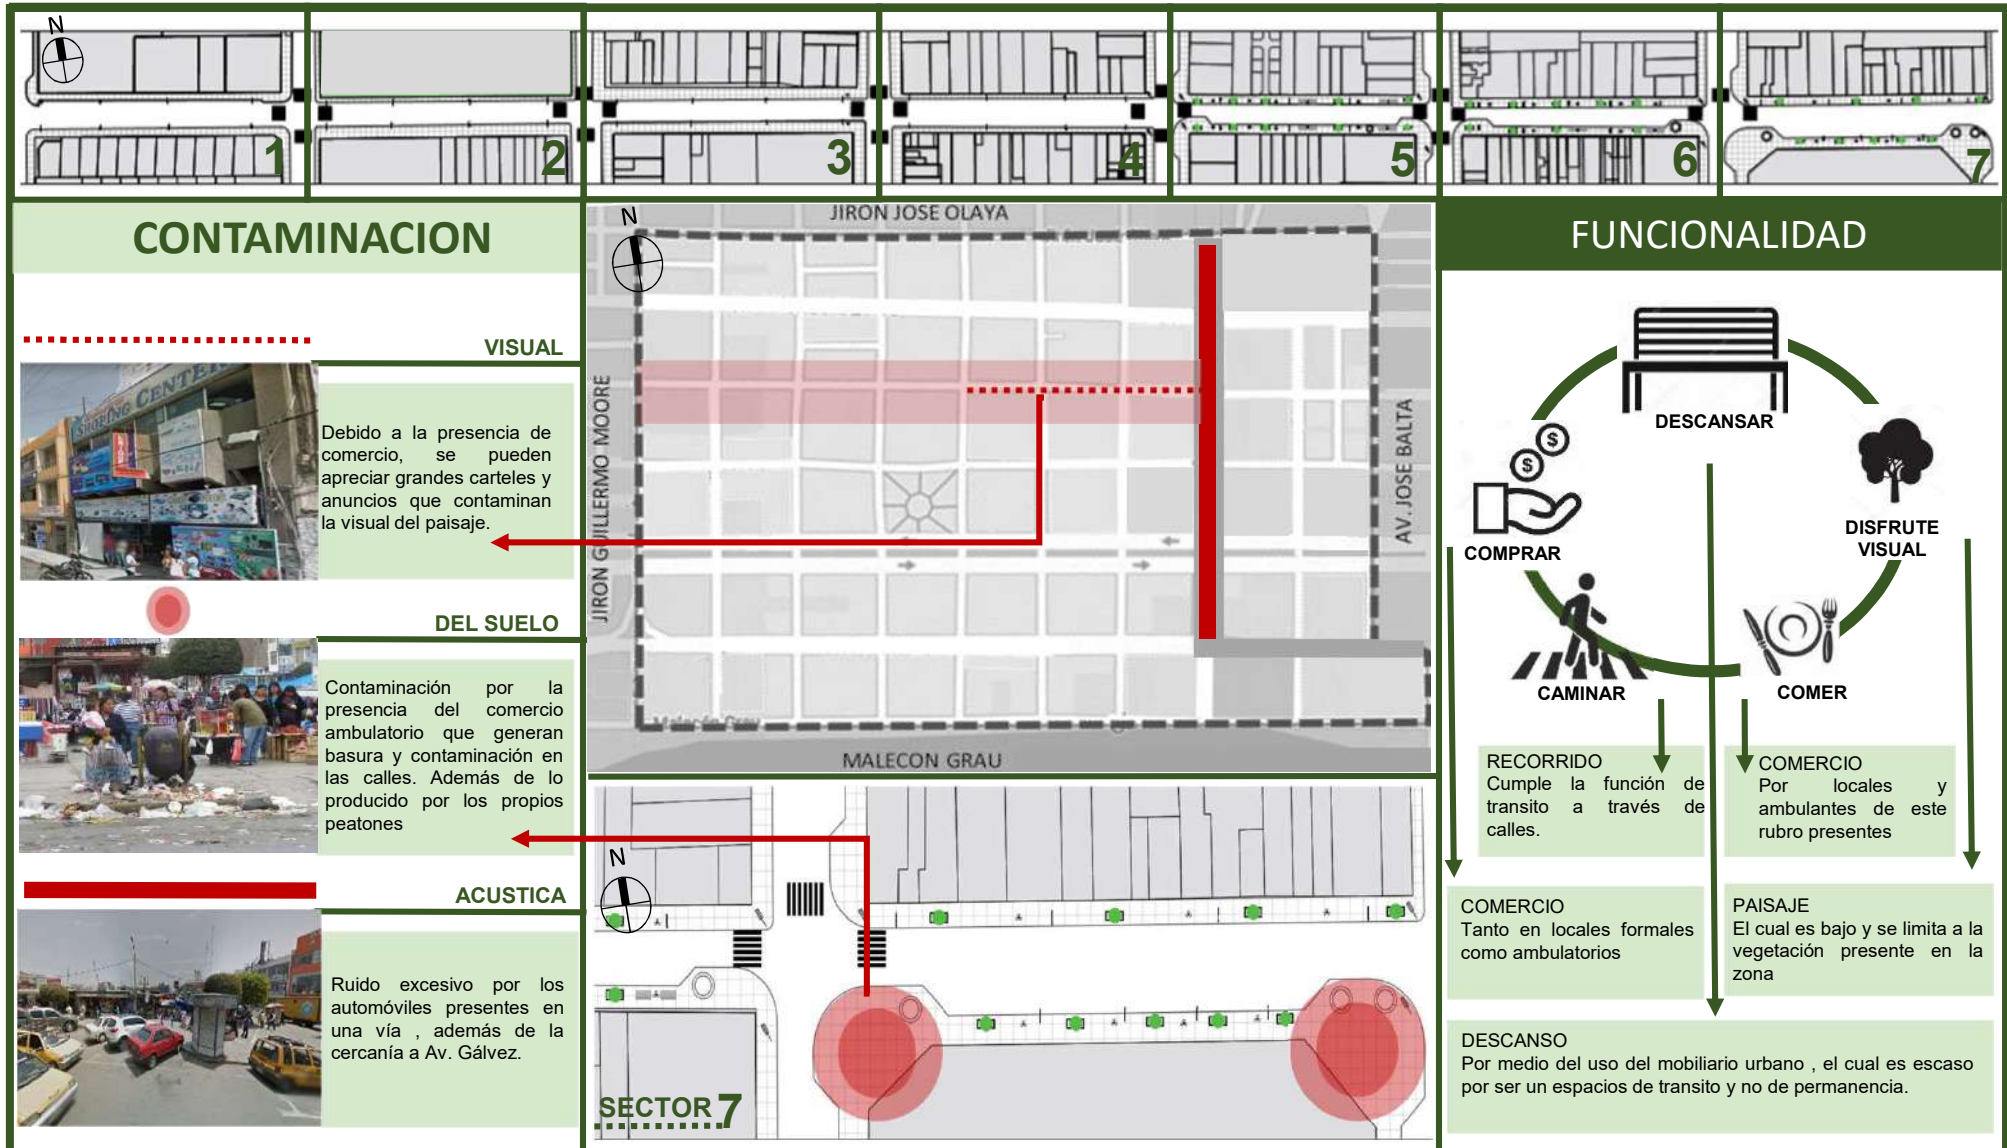 N
1
2
3
4
5
6
7
CONTAMINACION
VISUAL
SHOPING CENTER
Debido a la presencia de
comercio, se pueden
apreciar grandes carteles y
anuncios que contaminan
la visual del paisaje.
DEL SUELO
Contaminación por la
presencia del comercio
ambulatorio que generan
basura y contaminación en
las calles. Además de lo
producido por los propios
peatones
ACUSTICA
Ruido excesivo por los
automóviles presentes en
una vía , además de la
cercanía a Av. Gálvez.
N
JIRON JOSE OLAYA
JIRON GUILLERMO MOORE
AV. JOSE BALTA
Malecón Grau
MALECON GRAU
N
SECTOR 7
FUNCIONALIDAD
DESCANSAR
$
$
COMPRAR
DISFRUTE
VISUAL
CAMINAR
COMER
RECORRIDO
Cumple la función de
transito a través de
calles.
COMERCIO
Por locales y
ambulantes de este
rubro presentes
COMERCIO
Tanto en locales formales
como ambulatorios
PAISAJE
El cual es bajo y se limita a la
vegetación presente en la
zona
DESCANSO
Por medio del uso del mobiliario urbano , el cual es escaso
por ser un espacios de transito y no de permanencia.